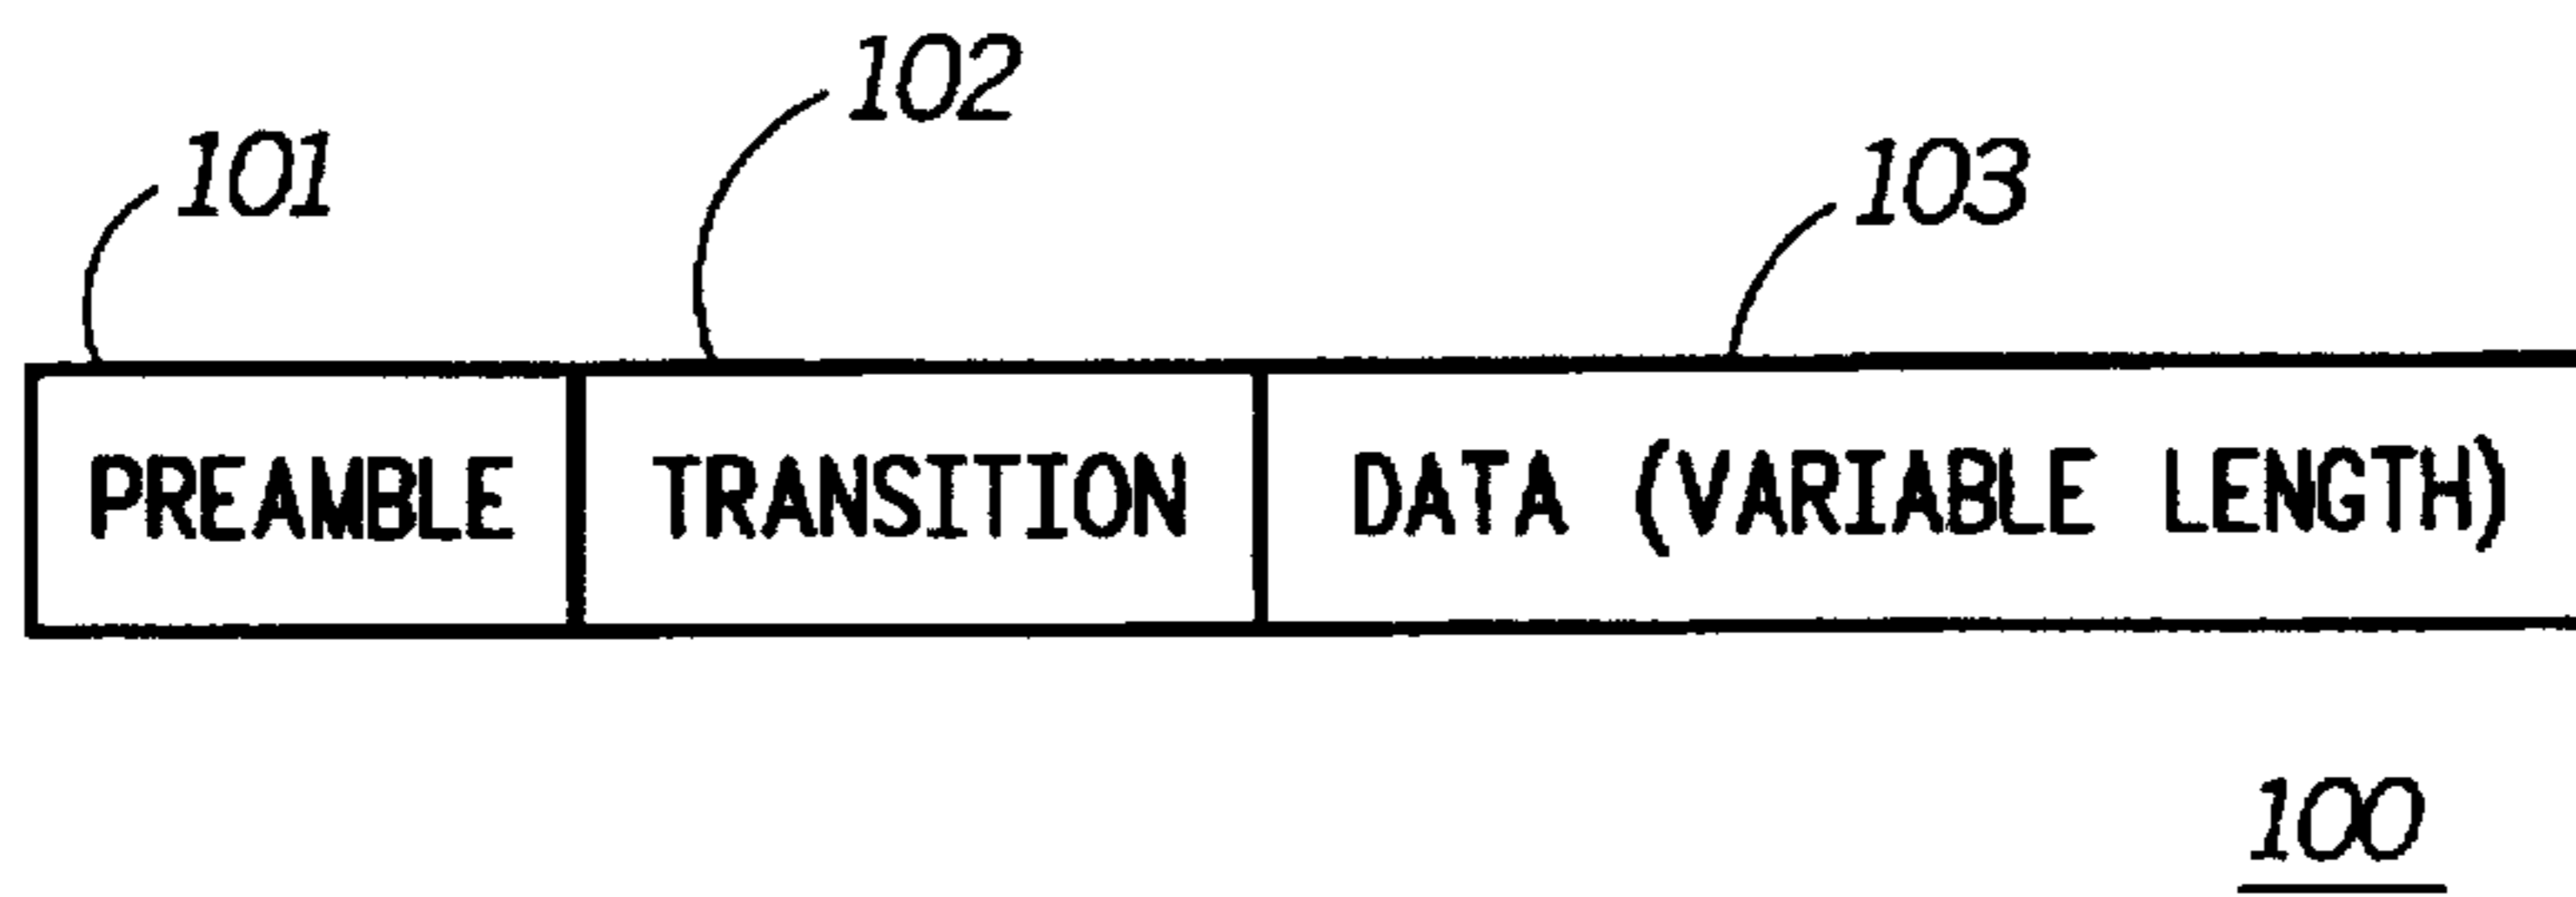 102
101
103
PREAMBLE TRANSITION DATA (VARIABLE LENGTH)
100